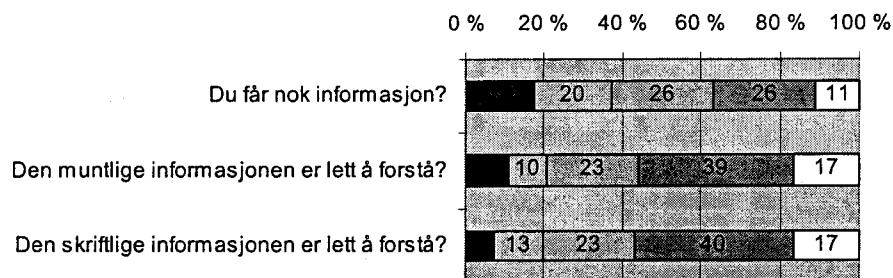 0 % 20 % 40 % 60 % 80 % 100 %
Du får nok informasjon? 20 26 26 11
Den muntlige informasjonen er lett å forstå? 10 23 39 17
Den skriftlige informasjonen er lett å forstå? 13 23 40 17